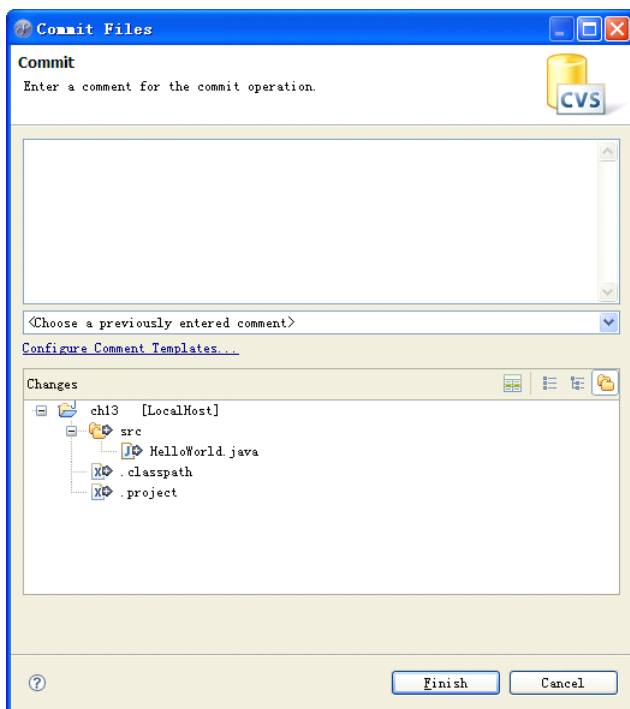 Commit Files
Commit
Enter a comment for the commit operation.
CVS
<Choose a previously entered comment>
Configure Comment Templates...
Changes
ch13 [LocalHost]
src
J HelloWorld.java
X .classpath
X .project
? Finish Cancel